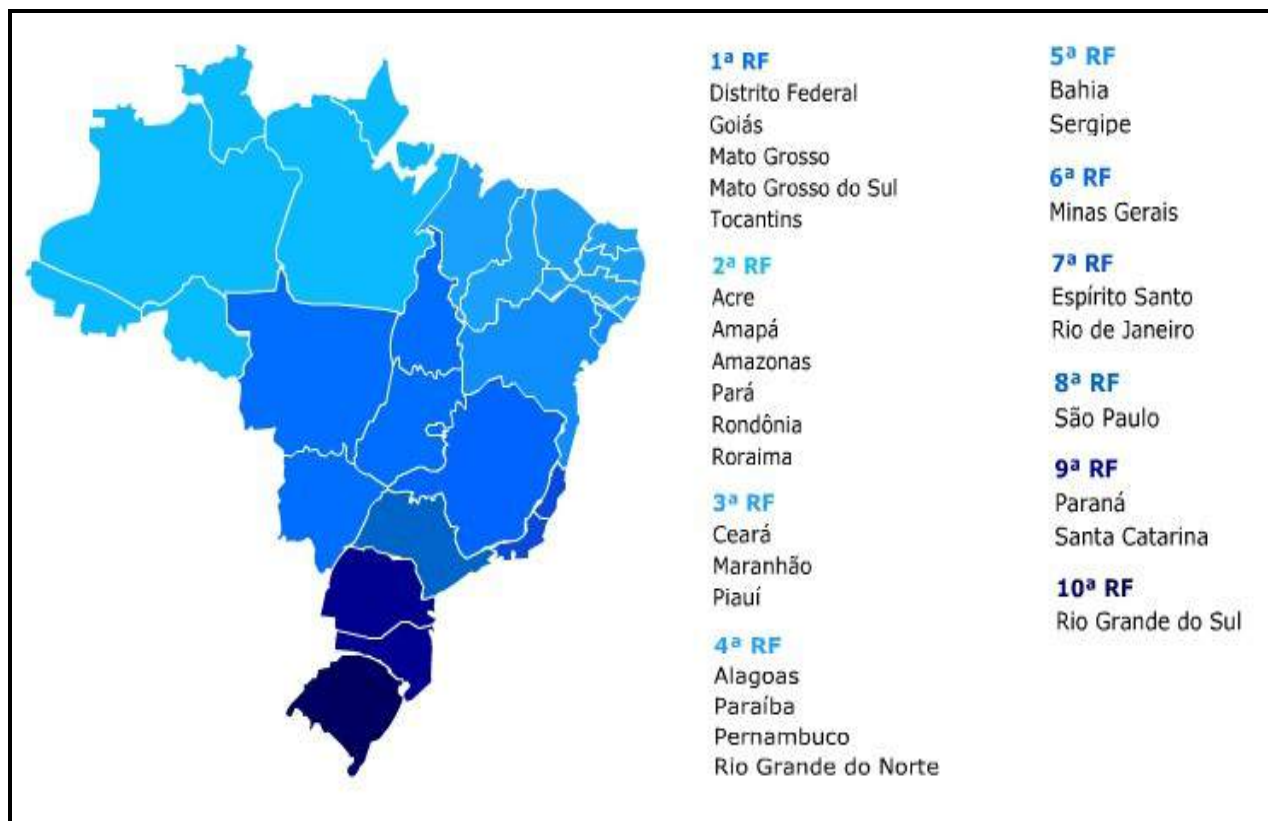 1ª RF
Distrito Federal
Goiás
Mato Grosso
Mato Grosso do Sul
Tocantins
2ª RF
Acre
Amapá
Amazonas
Pará
Rondônia
Roraima
3ª RF
Ceará
Maranhão
Piauí
4ª RF
Alagoas
Paraíba
Pernambuco
Rio Grande do Norte
5ª RF
Bahia
Sergipe
6ª RF
Minas Gerais
7ª RF
Espírito Santo
Rio de Janeiro
8ª RF
São Paulo
9ª RF
Paraná
Santa Catarina
10ª RF
Rio Grande do Sul